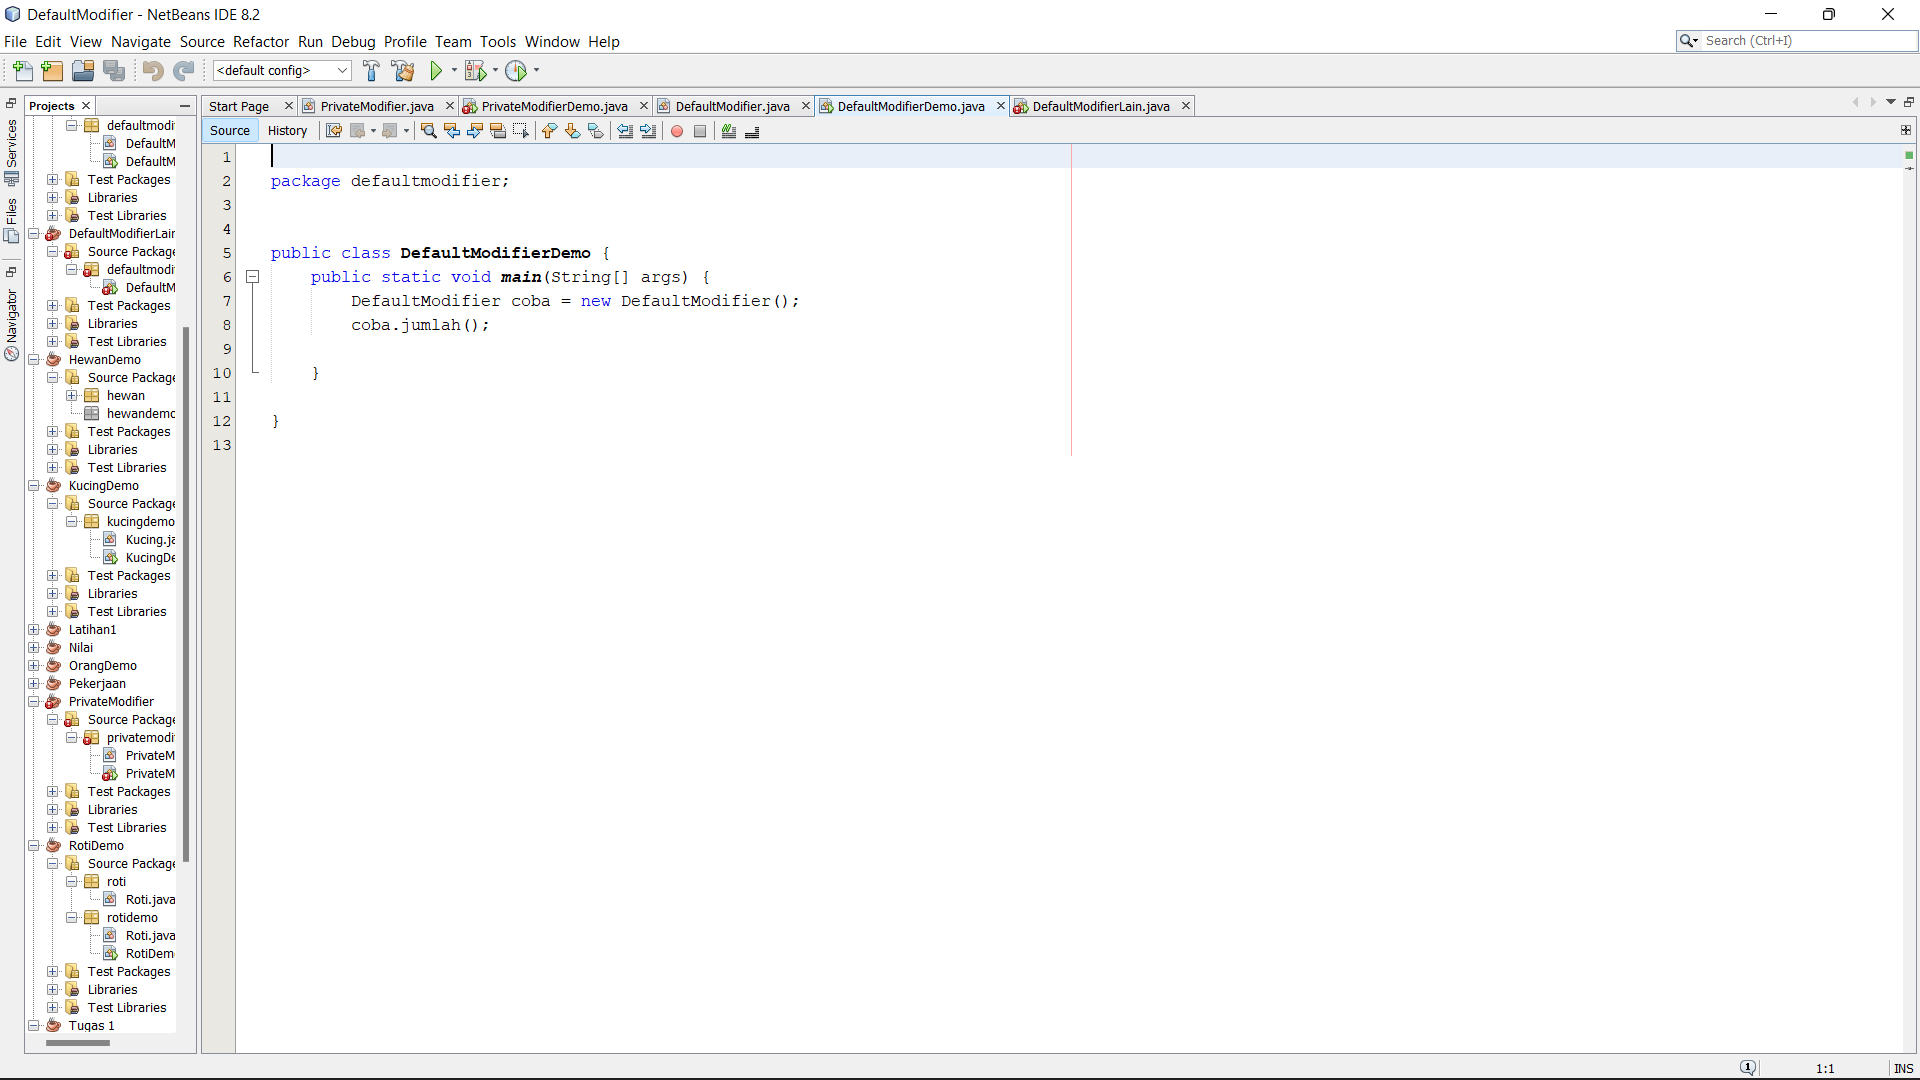 DefaultModifier - NetBeans IDE 8.2
File Edit View Navigate Source Refactor Run Debug Profile Team Tools Window Help
Search (Ctrl+I)
<default config>
Services
Files
Navigator
Projects
defaultmodi
DefaultM
DefaultM
Test Packages
Libraries
Test Libraries
DefaultModifierLain
Source Package
defaultmodi
DefaultM
Test Packages
Libraries
Test Libraries
HewanDemo
Source Package
hewan
hewandemo
Test Packages
Libraries
Test Libraries
KucingDemo
Source Package
kucingdemo
Kucing.ja
KucingDe
Test Packages
Libraries
Test Libraries
Latihan1
Nilai
OrangDemo
Pekerjaan
PrivateModifier
Source Package
privatemodi
PrivateM
PrivateM
Test Packages
Libraries
Test Libraries
RotiDemo
Source Package
roti
Roti.java
rotidemo
Roti.java
RotiDem
Test Packages
Libraries
Test Libraries
Tugas 1
Start Page PrivateModifier.java PrivateModifierDemo.java DefaultModifier.java DefaultModifierDemo.java DefaultModifierLain.java
Source History
1
2 package defaultmodifier;
3
4
5 public class DefaultModifierDemo {
6 public static void main(String[] args) {
7 DefaultModifier coba = new DefaultModifier();
8 coba.jumlah();
9
10 }
11
12 }
13
1 1:1 INS